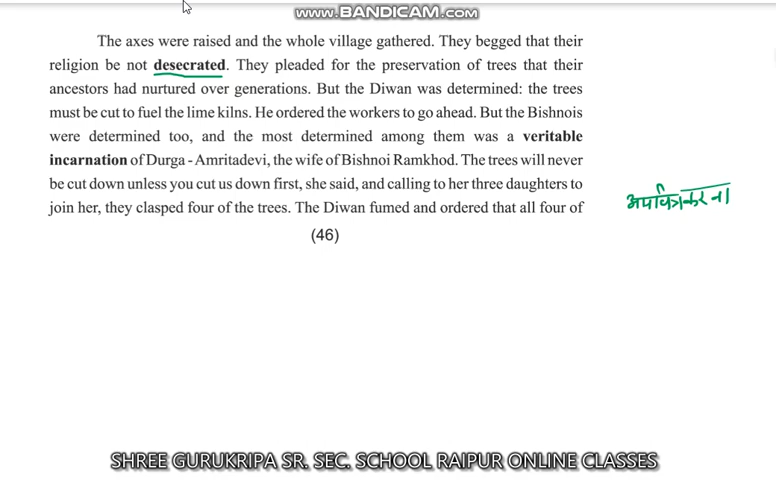 www.BANDICAM.com
The axes were raised and the whole village gathered. They begged that their
religion be not desecrated. They pleaded for the preservation of trees that their
ancestors had nurtured over generations. But the Diwan was determined: the trees
must be cut to fuel the lime kilns. He ordered the workers to go ahead. But the Bishnois
were determined too, and the most determined among them was a veritable
incarnation of Durga - Amritadevi, the wife of Bishnoi Ramkhod. The trees will never
be cut down unless you cut us down first, she said, and calling to her three daughters to
join her, they clasped four of the trees. The Diwan fumed and ordered that all four of
अपवित्र करना
(46)
SHREE GURUKRIPA SR. SEC. SCHOOL RAIPUR ONLINE CLASSES